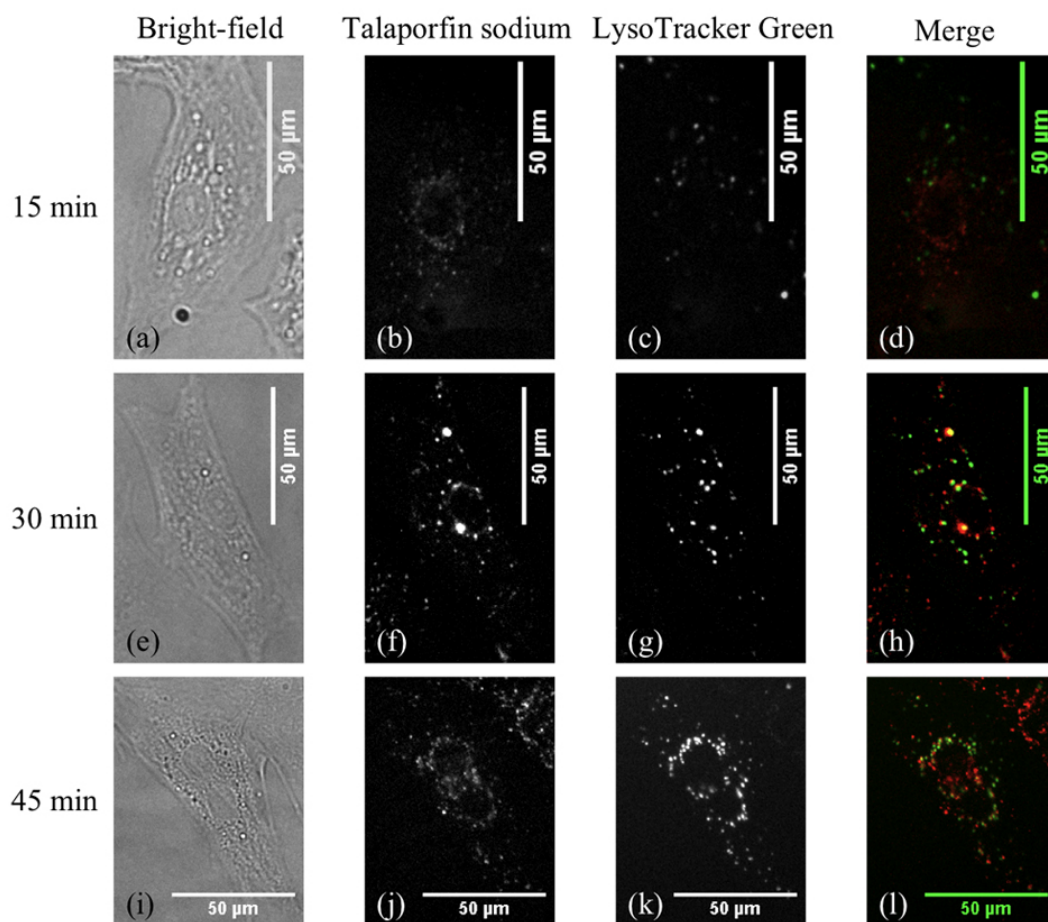 Bright-field Talaporfin sodium LysoTracker Green Merge
15 min
50 µm 50 µm 50 µm 50 µm
(a) (b) (c) (d)
30 min
50 µm 50 µm 50 µm 50 µm
(e) (f) (g) (h)
45 min
(i) (j) (k) (l)
50 µm 50 µm 50 µm 50 µm